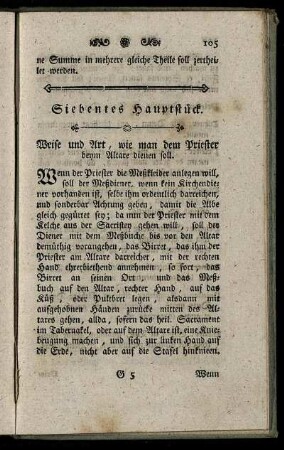 105
ne Summe in mehrere gleiche Theile soll zerthei-
let werden.
Siebentes Hauptstück.
Weise und Art, wie man dem Priester
beym Altare dienen soll.
Wenn der Priester die Meßkleider anlegen will,
soll der Meßdiener, wenn kein Kirchendie-
ner vorhanden ist, selbe ihm ordentlich darreichen,
und sonderbar Achtung geben, damit die Albe
gleich gegürtet sey; da nun der Priester mit dem
Kelche aus der Sacristey gehen will, soll der
Diener mit dem Meßbuche bis vor den Altar
demüthig vorangehen, das Birret, das ihm der
Priester am Altare darreichet, mit der rechten
Hand ehrerbiethend annehmen, so fort, das
Birret an seinen Ort und das Meß-
buch auf den Altar, rechter Hand, auf das
Küß, oder Pultbret legen, alsdann mit
aufgehobnen Händen zurücke mitten des Al-
tares gehen, allda, sofern das heil. Sacrament
im Tabernakel, oder auf dem Altare ist, eine Knie-
beugung machen, und sich zur linken Hand auf
die Erde, nicht aber auf die Stafel hinknieen.
G 5 Wenn